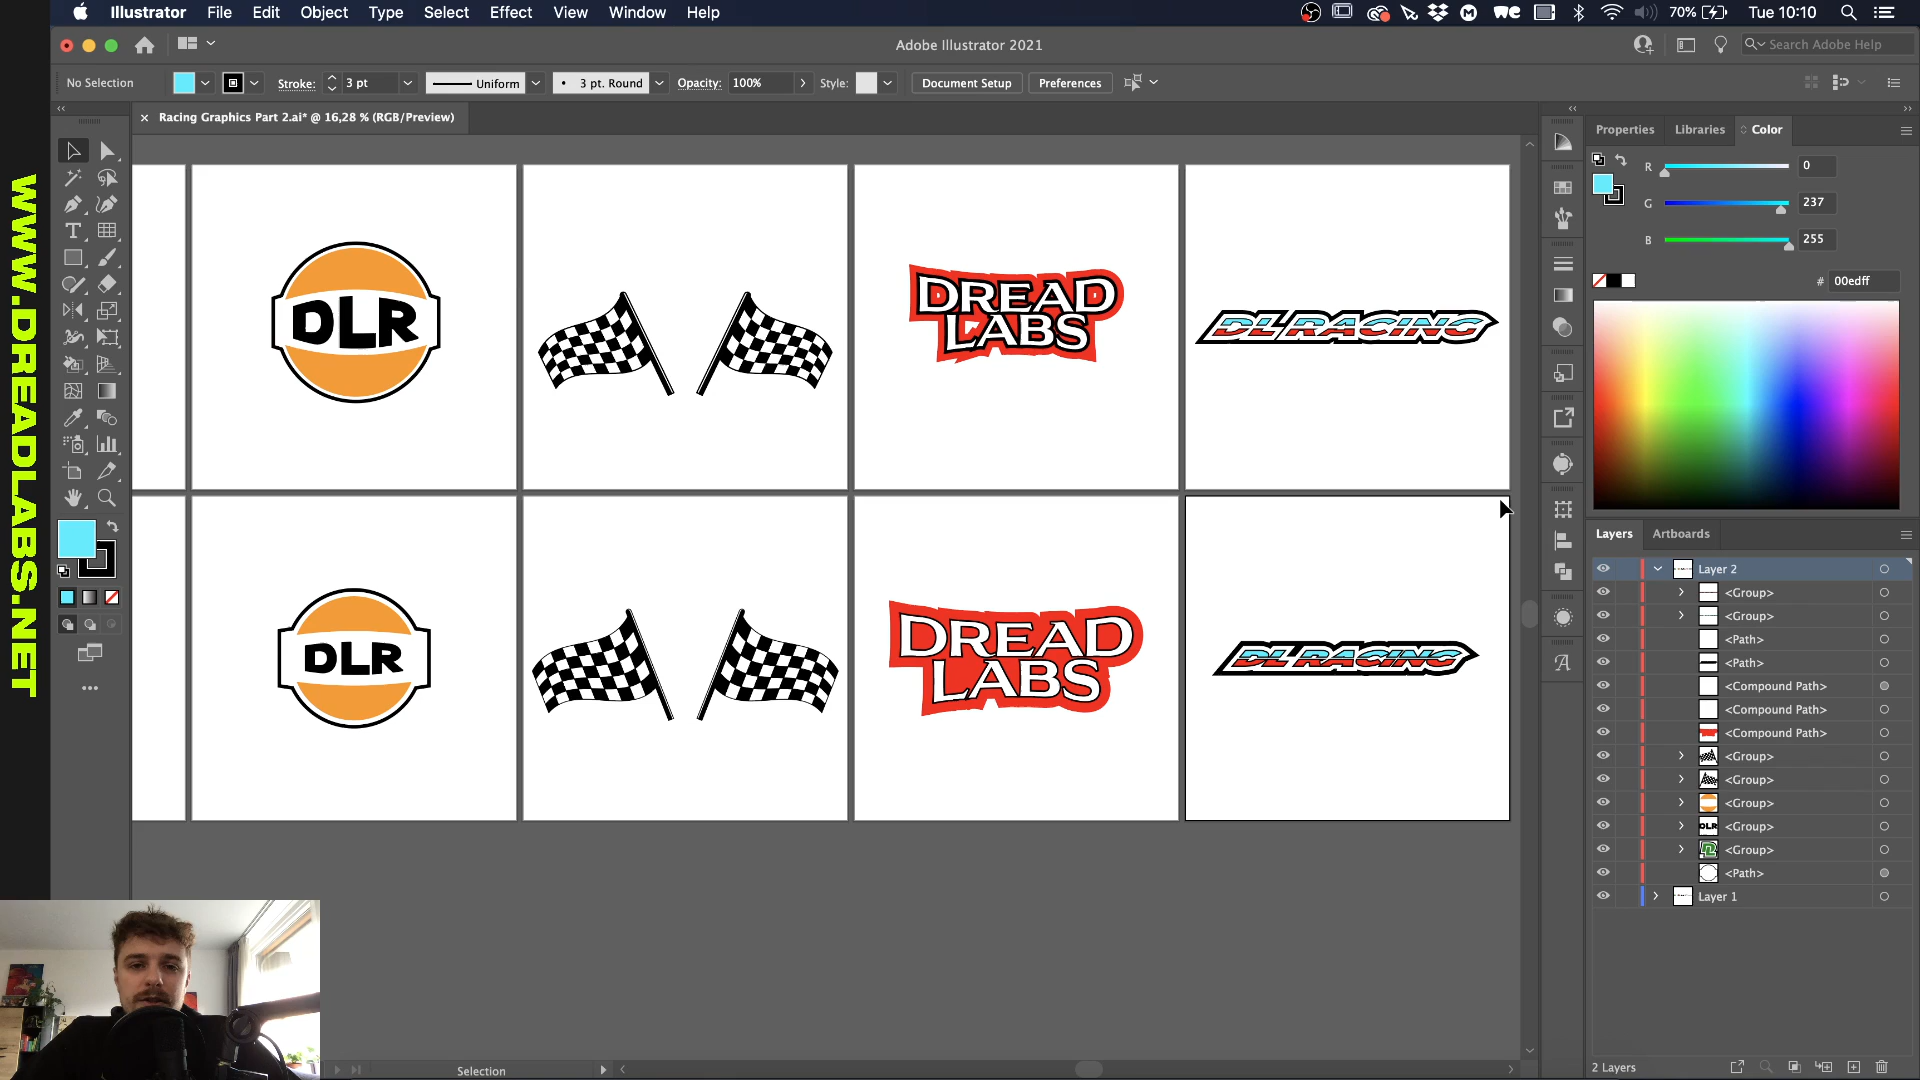 Illustrator File Edit Object Type Select Effect View Window Help
70% Tue 10:10
Adobe Illustrator 2021
Search Adobe Help
No Selection
Stroke: 3 pt
Uniform
3 pt. Round
Opacity: 100%
Style:
Document Setup
Preferences
Racing Graphics Part 2.ai* @ 16,28 % (RGB/Preview)
WWW.DREADLABS.NET
DLR
DREAD
LABS
DL RACING
DLR
DREAD
LABS
DL RACING
Properties Libraries Color
R 0
G 237
B 255
# 00edff
Layers Artboards
Layer 2
<Group>
<Group>
<Path>
<Path>
<Compound Path>
<Compound Path>
<Compound Path>
<Group>
<Group>
<Group>
<Group>
<Group>
<Path>
Layer 1
2 Layers
Selection